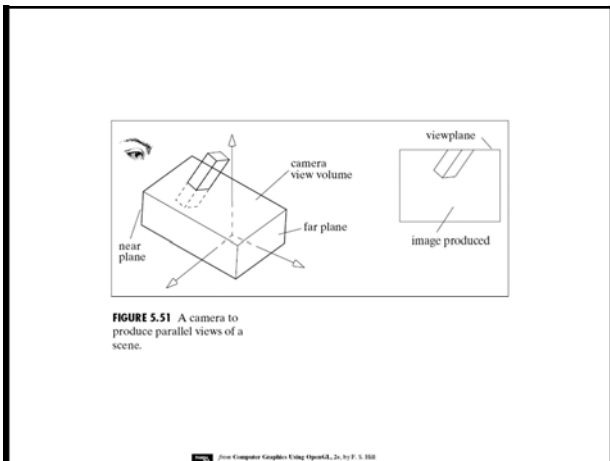 viewplane
camera
view volume
far plane
near
plane
image produced
FIGURE 5.51 A camera to
produce parallel views of a
scene.
from Computer Graphics Using OpenGL, 2e, by F. S. Hill